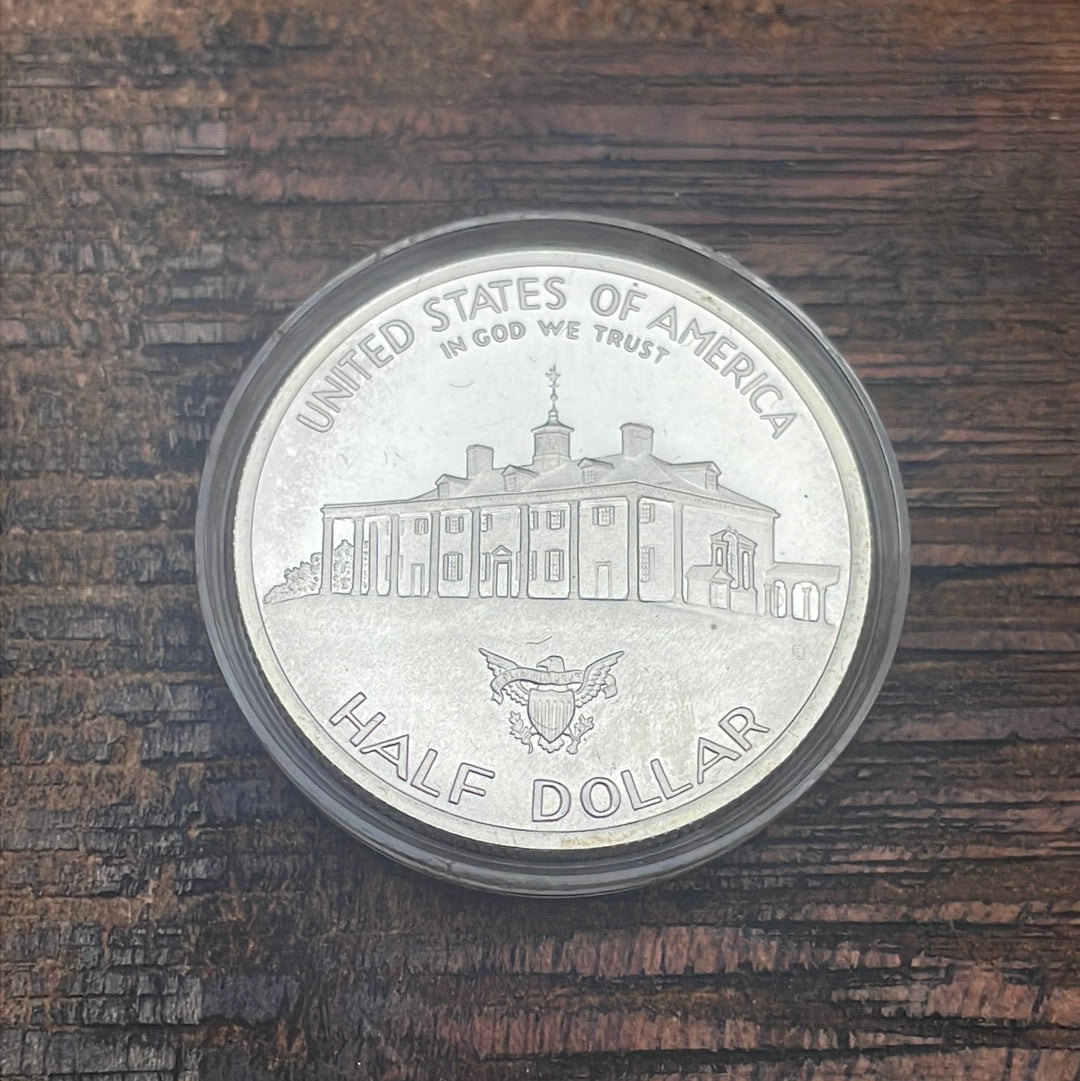 UNITED STATES OF AMERICA
IN GOD WE TRUST
HALF DOLLAR